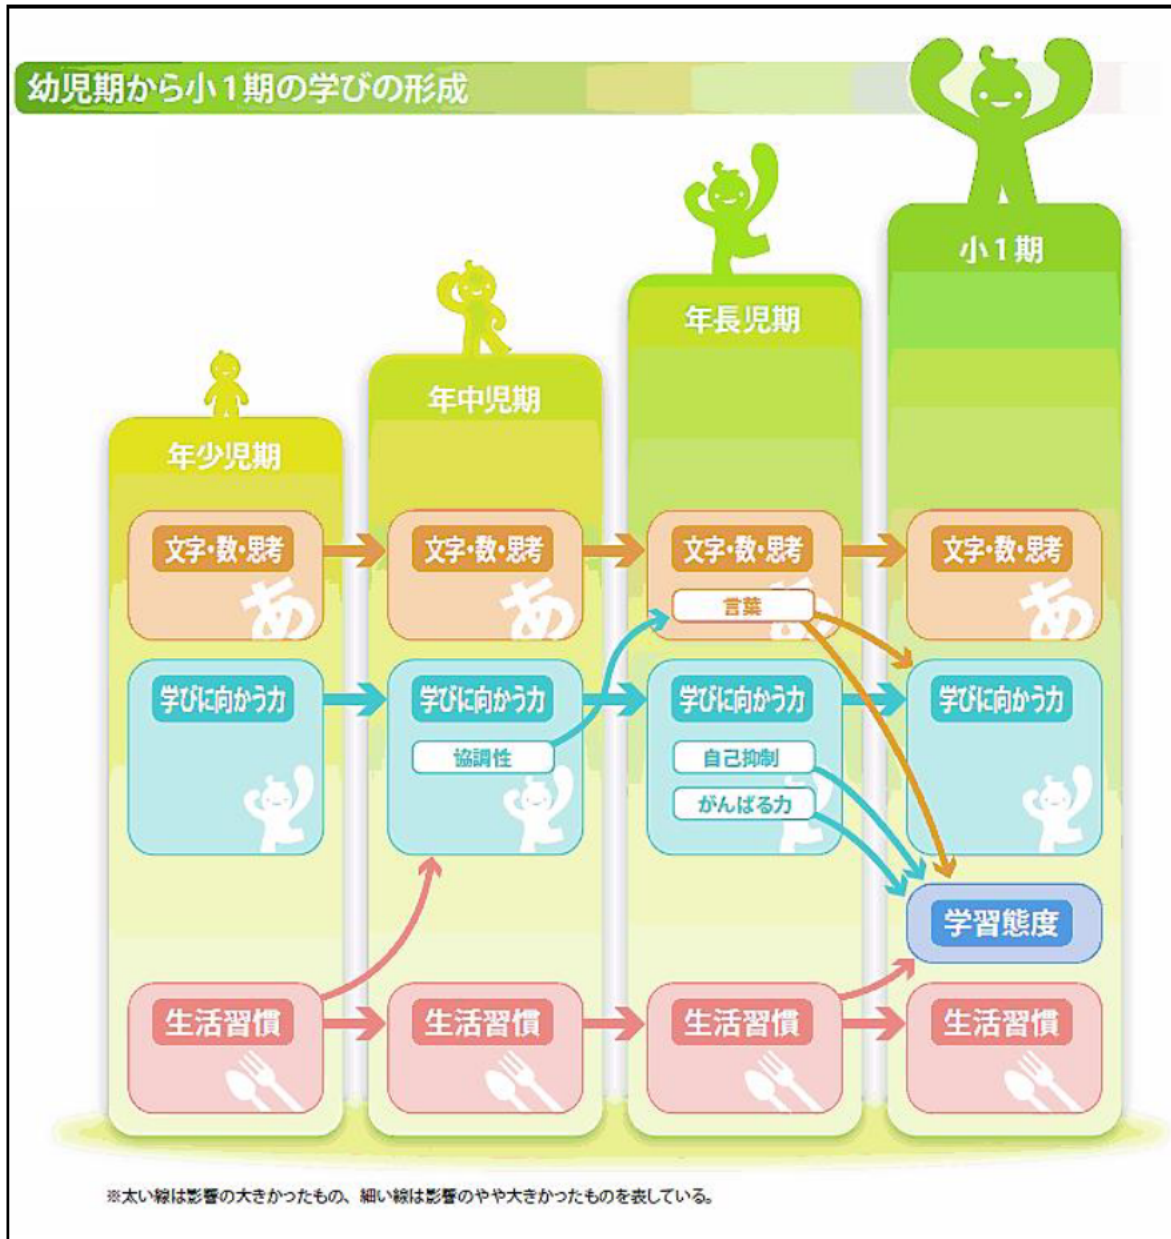 幼児期から小1期の学びの形成
年少児期
文字・数・思考
あ
学びに向かう力
生活習慣
年中児期
文字・数・思考
あ
学びに向かう力
協調性
生活習慣
年長児期
文字・数・思考
言葉
あ
学びに向かう力
自己抑制
がんばる力
生活習慣
小1期
文字・数・思考
あ
学びに向かう力
学習態度
生活習慣
※太い線は影響の大きかったもの、細い線は影響のやや大きかったものを表している。